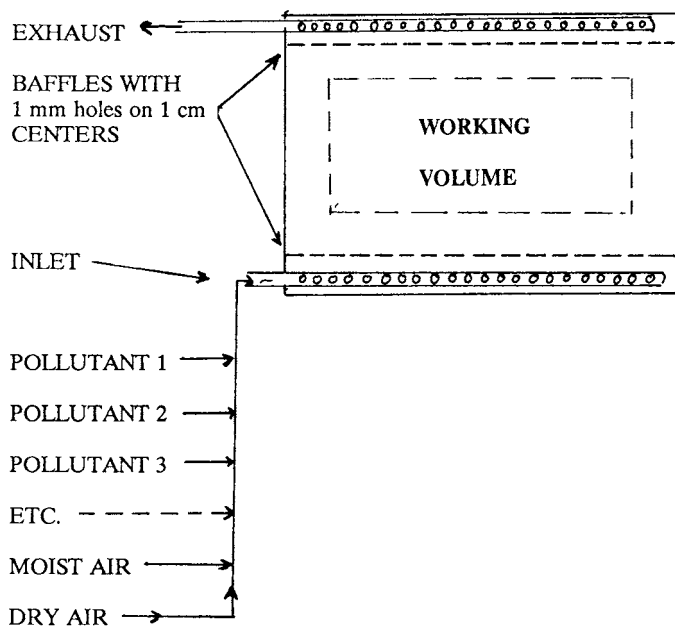 EXHAUST
BAFFLES WITH
1 mm holes on 1 cm
CENTERS
WORKING
VOLUME
INLET
POLLUTANT 1
POLLUTANT 2
POLLUTANT 3
ETC.
MOIST AIR
DRY AIR